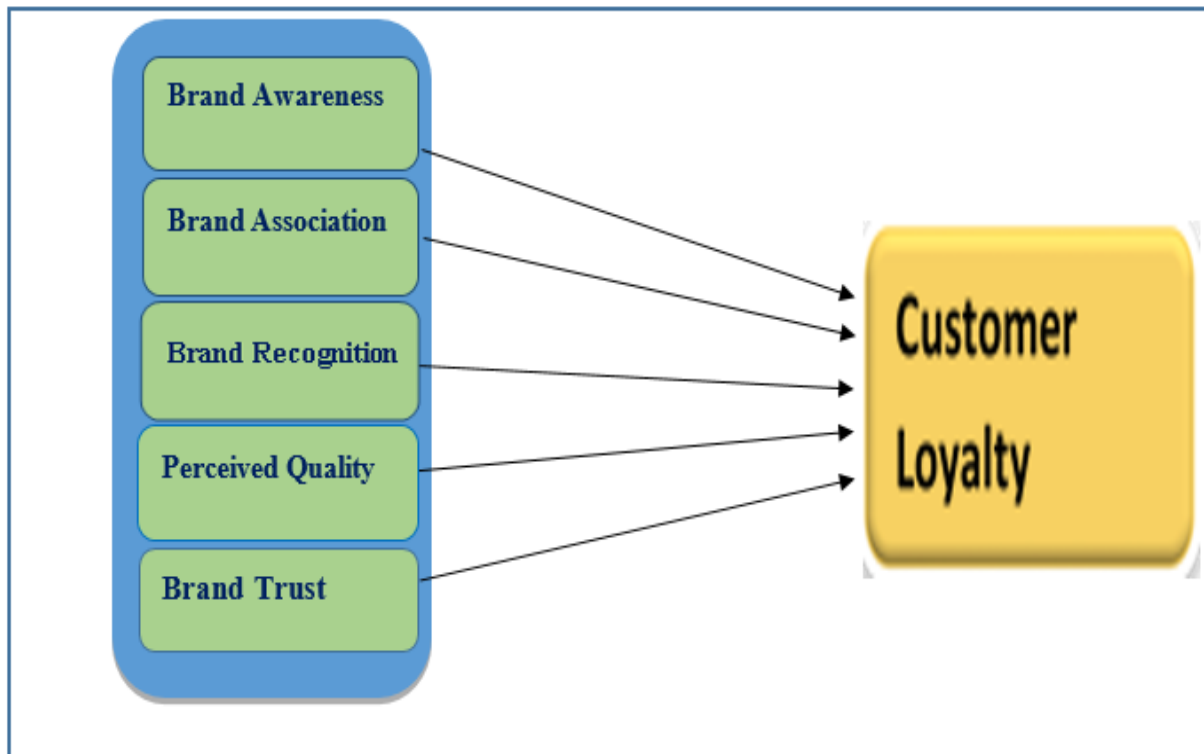 Brand Awareness
Brand Association
Brand Recognition
Perceived Quality
Brand Trust
Customer
Loyalty